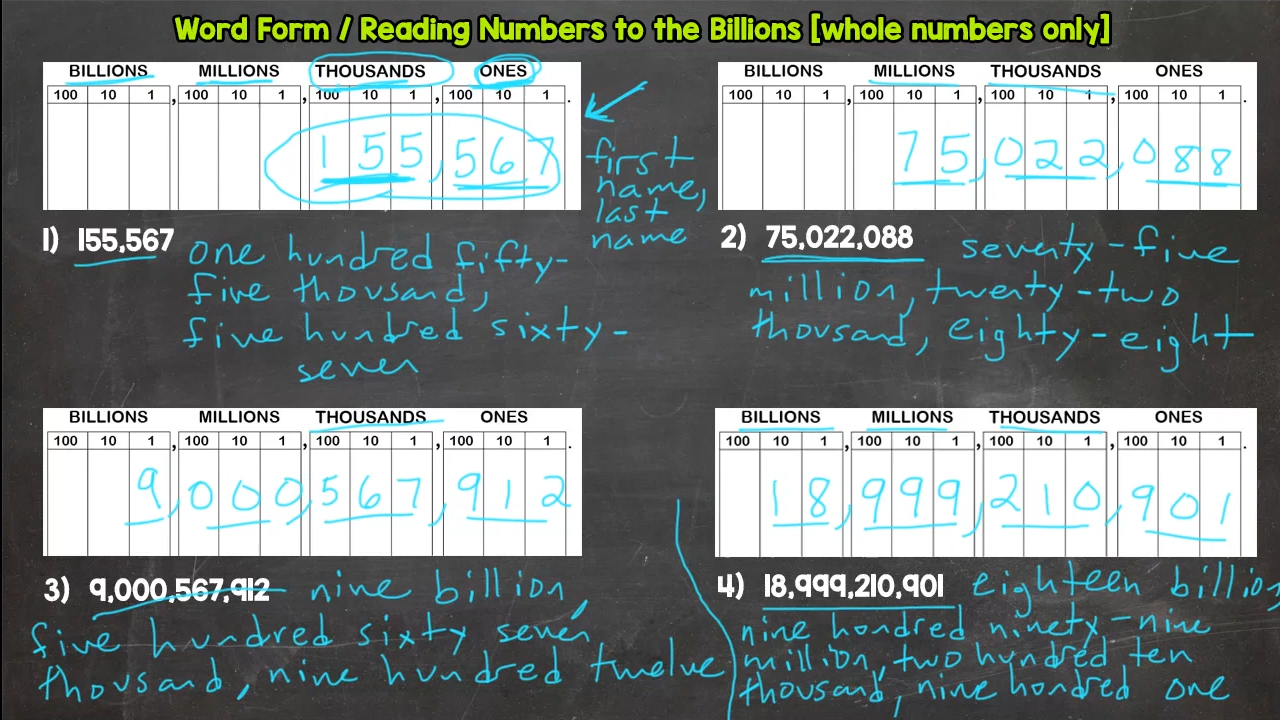 Word Form / Reading Numbers to the Billions [whole numbers only]
BILLIONS MILLIONS THOUSANDS ONES
100 10 1 , 100 10 1 , 100 10 1 , 100 10 1 .
1 5 5 , 5 6 7
first
name,
last
name
1) 155,567
one hundred fifty-
five thousand,
five hundred sixty-
seven
BILLIONS MILLIONS THOUSANDS ONES
100 10 1 , 100 10 1 , 100 10 1 , 100 10 1 .
7 5 , 0 2 2 , 0 8 8
2) 75,022,088 seventy-five
million, twenty-two
thousand, eighty-eight
BILLIONS MILLIONS THOUSANDS ONES
100 10 1 , 100 10 1 , 100 10 1 , 100 10 1 .
9 , 0 0 0 , 5 6 7 , 9 1 2
3) 9,000,567,912 nine billion,
five hundred sixty seven
thousand, nine hundred twelve
BILLIONS MILLIONS THOUSANDS ONES
100 10 1 , 100 10 1 , 100 10 1 , 100 10 1 .
1 8 , 9 9 9 , 2 1 0 , 9 0 1
4) 18,999,210,901 eighteen billion,
nine hundred ninety-nine
million, two hundred ten
thousand, nine hundred one